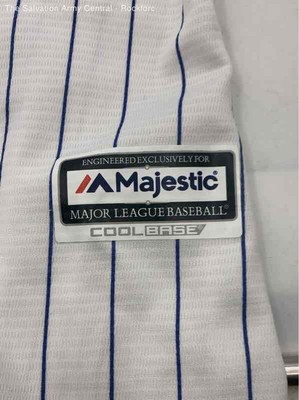 The Salvation Army Central - Rockford
ENGINEERED EXCLUSIVELY FOR
Majestic®
MAJOR LEAGUE BASEBALL®
COOLBASE